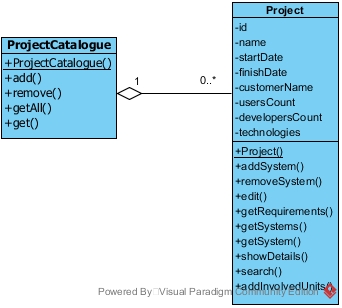 ProjectCatalogue
+ProjectCatalogue()
+add()
+remove()
+getAll()
+get()
1
0..*
Project
-id
-name
-startDate
-finishDate
-customerName
-usersCount
-developersCount
-technologies
+Project()
+addSystem()
+removeSystem()
+edit()
+getRequirements()
+getSystems()
+getSystem()
+showDetails()
+search()
+addInvolvedUnits()
Powered By Visual Paradigm Community Edition